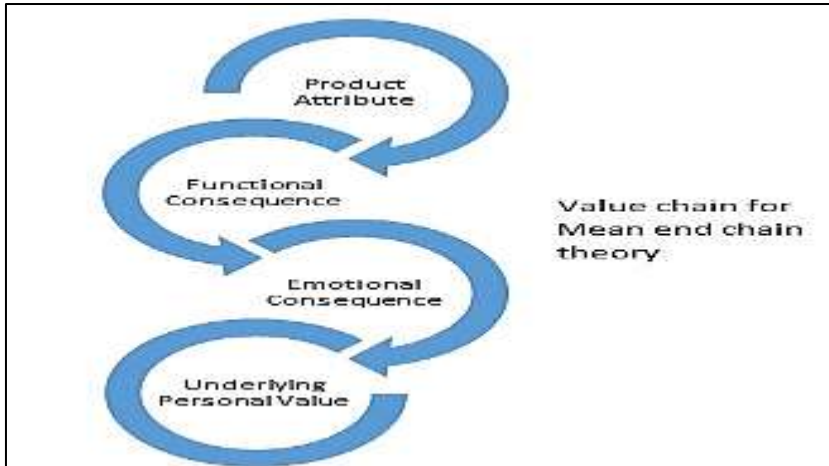 Product
Attribute
Functional
Consequence
Value chain for
Mean end chain
theory
Emotional
Consequence
Underlying
Personal Value